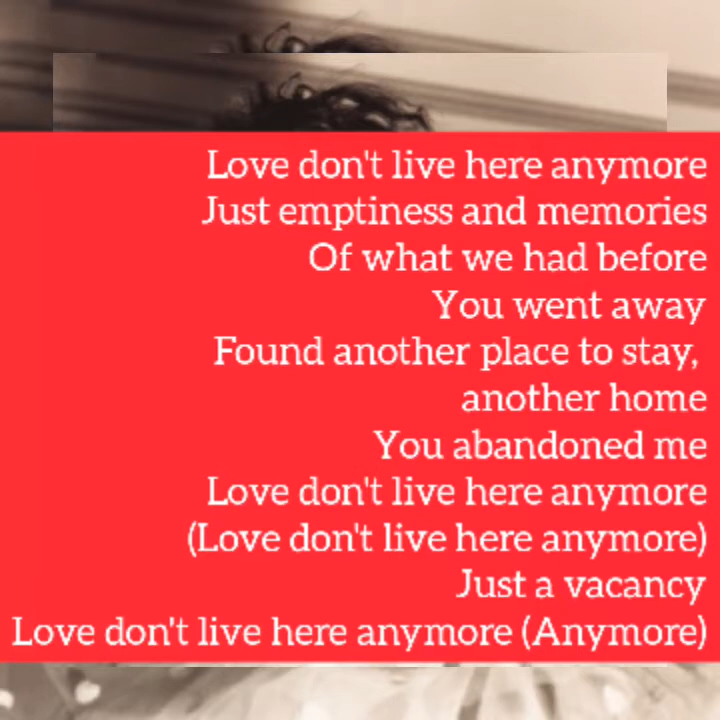 Love don't live here anymore
Just emptiness and memories
Of what we had before
You went away
Found another place to stay,
another home
You abandoned me
Love don't live here anymore
(Love don't live here anymore)
Just a vacancy
Love don't live here anymore (Anymore)